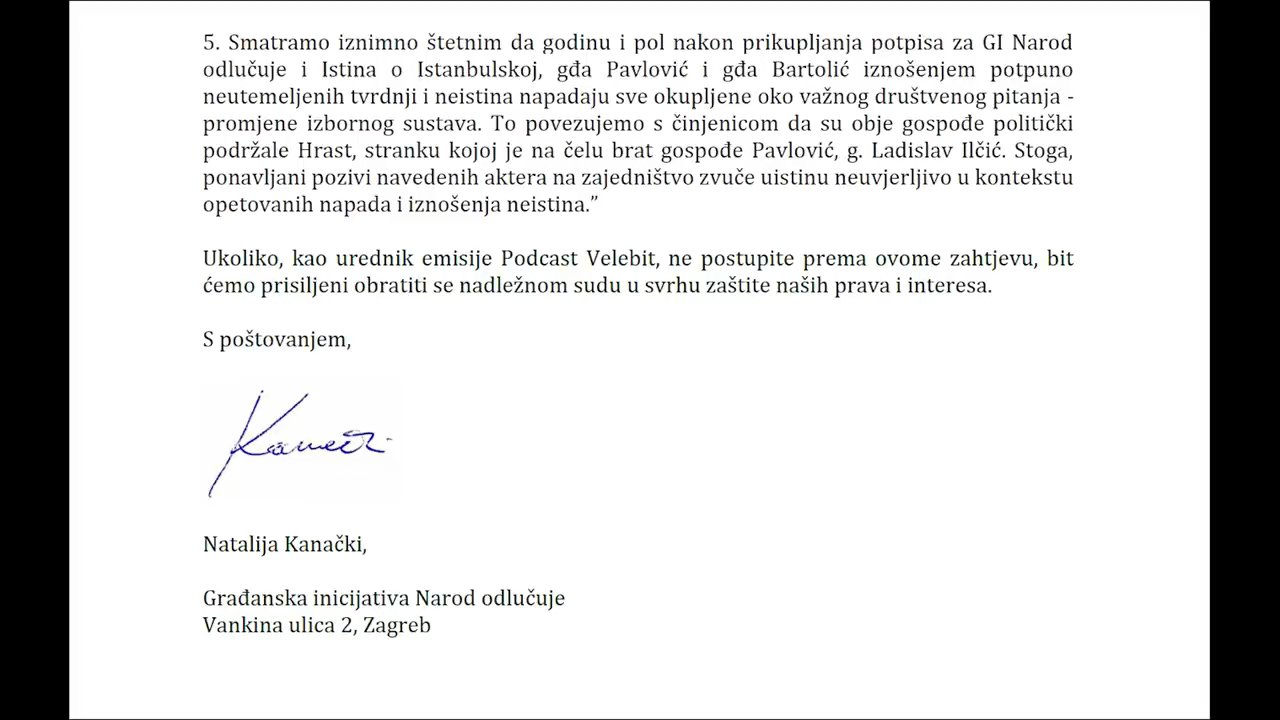 5. Smatramo iznimno štetnim da godinu i pol nakon prikupljanja potpisa za GI Narod
odlučuje i Istina o Istanbulskoj, gđa Pavlović i gđa Bartolić iznošenjem potpuno
neutemeljenih tvrdnji i neistina napadaju sve okupljene oko važnog društvenog pitanja -
promjene izbornog sustava. To povezujemo s činjenicom da su obje gospođe politički
podržale Hrast, stranku kojoj je na čelu brat gospođe Pavlović, g. Ladislav Ilčić. Stoga,
ponavljani pozivi navedenih aktera na zajedništvo zvuče uistinu neuvjerljivo u kontekstu
opetovanih napada i iznošenja neistina.”
Ukoliko, kao urednik emisije Podcast Velebit, ne postupite prema ovome zahtjevu, bit
ćemo prisiljeni obratiti se nadležnom sudu u svrhu zaštite naših prava i interesa.
S poštovanjem,
Natalija Kanački,
Građanska inicijativa Narod odlučuje
Vankina ulica 2, Zagreb